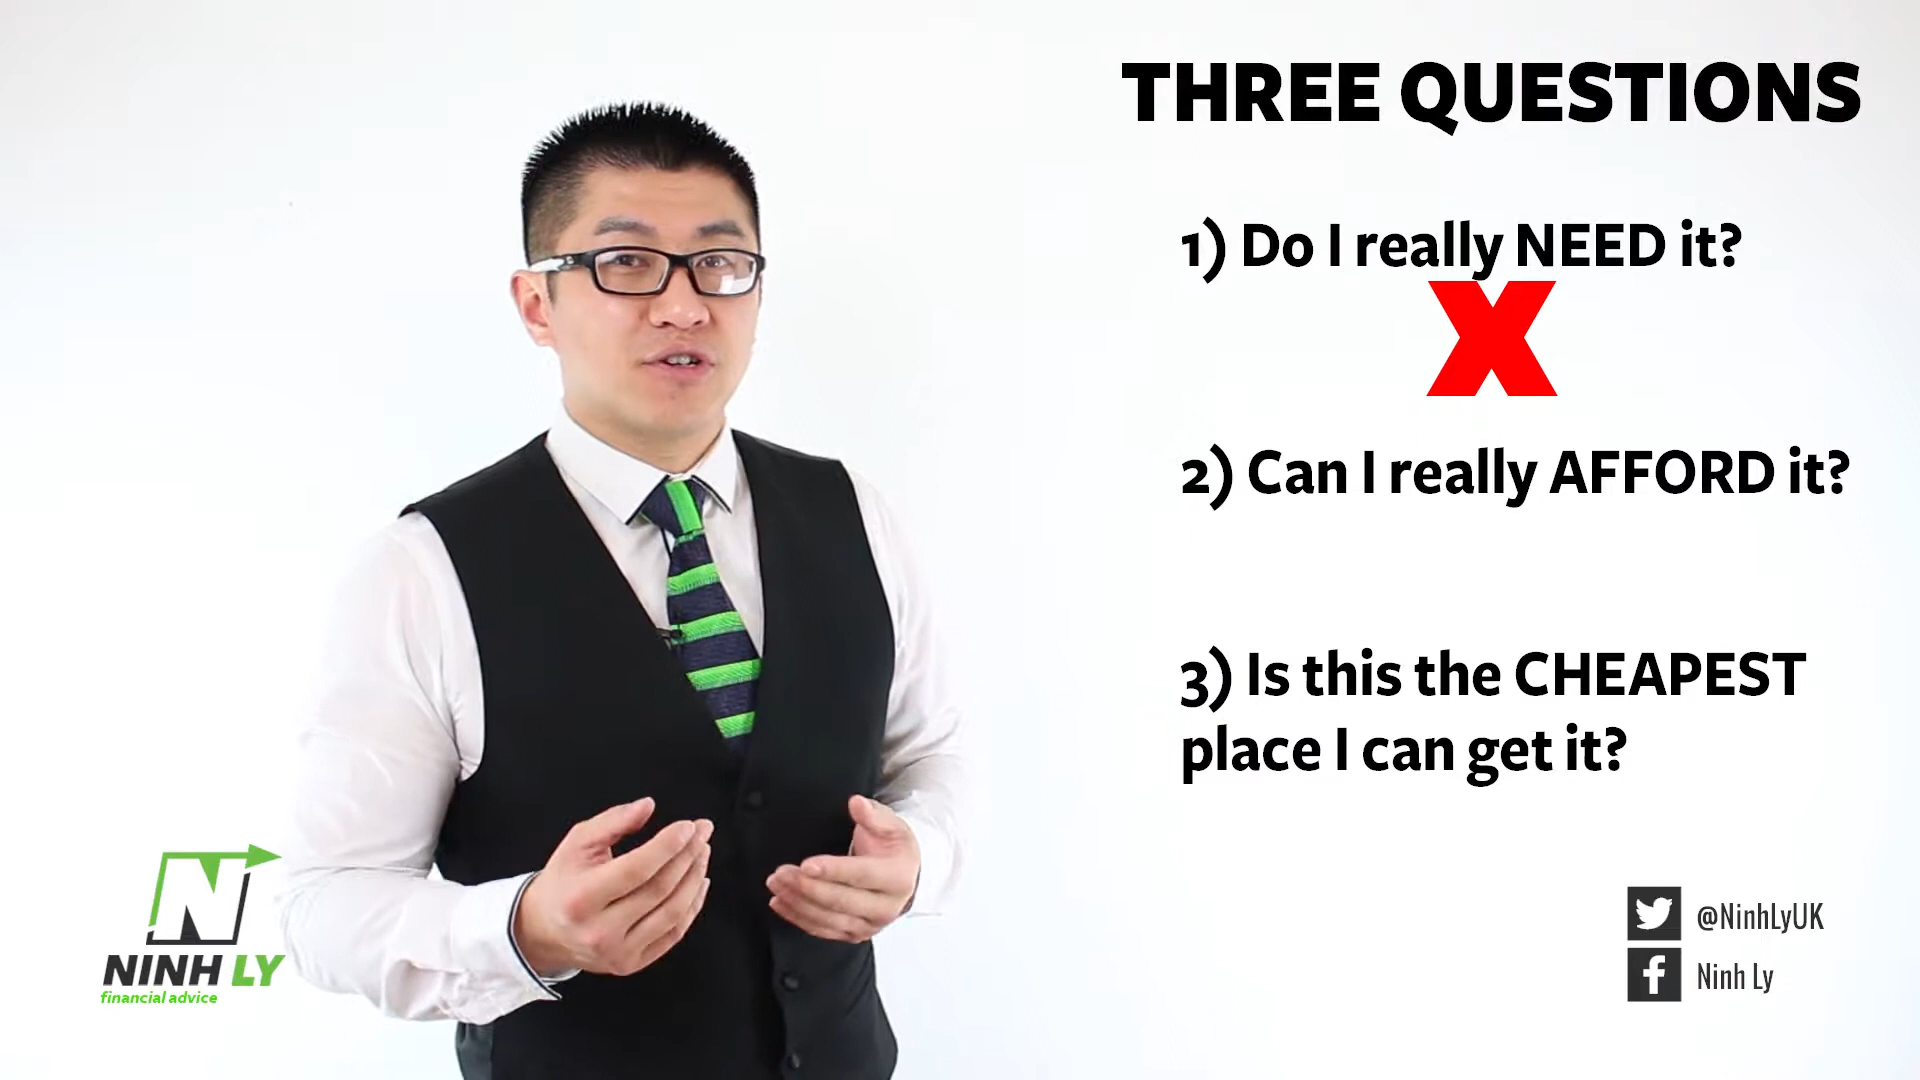 THREE QUESTIONS
1) Do I really NEED it?
X
2) Can I really AFFORD it?
3) Is this the CHEAPEST
place I can get it?
N
NINH LY
financial advice
@NinhLyUK
f
Ninh Ly